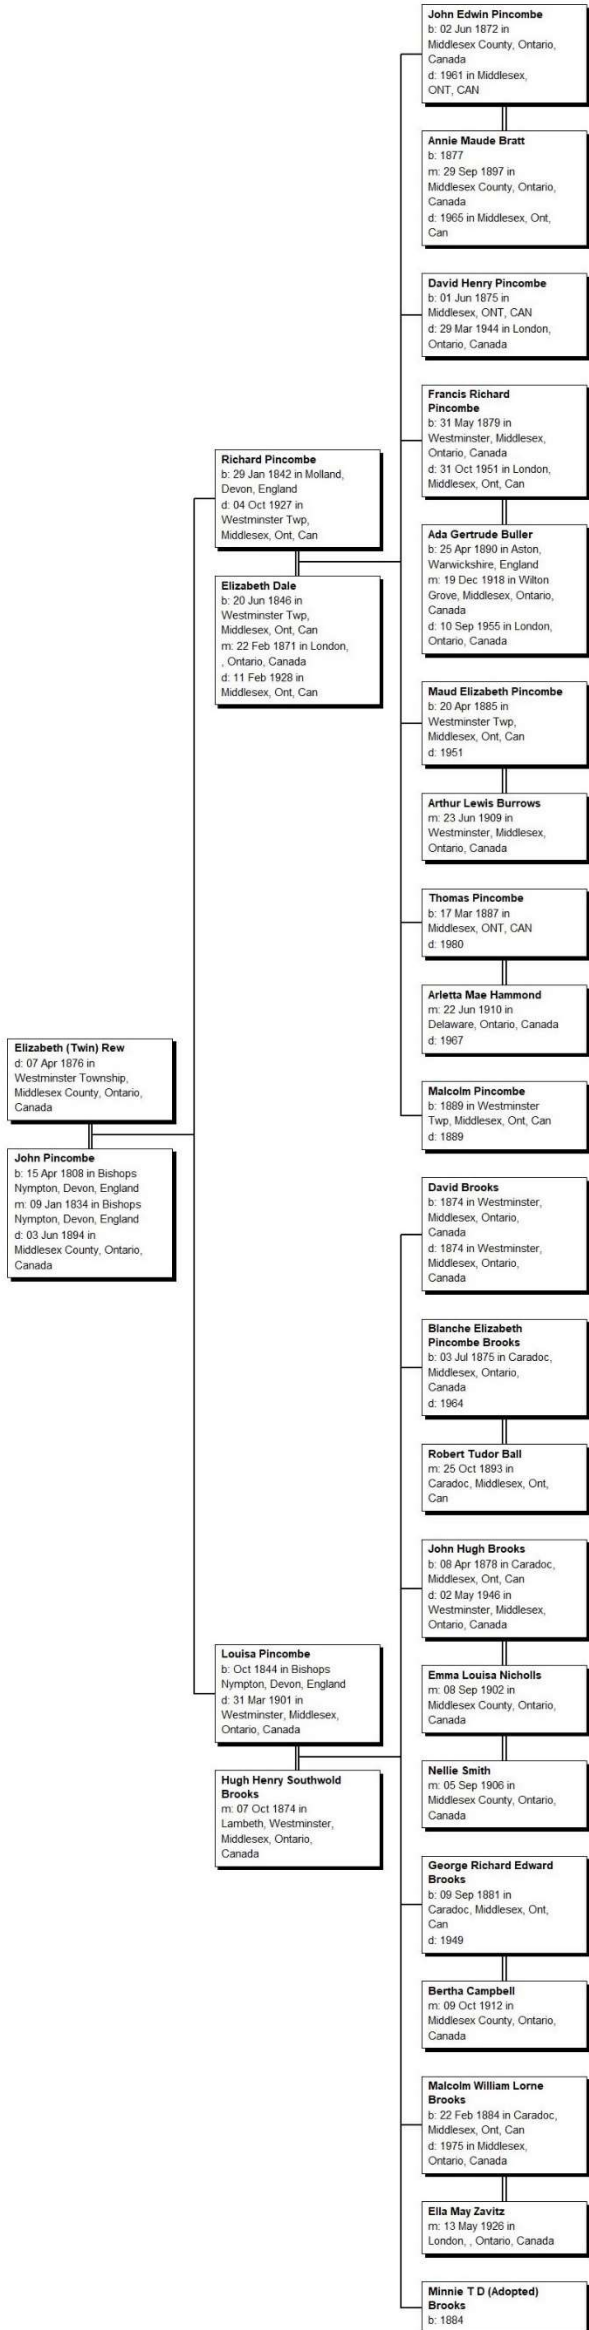 John Edwin Pincombe
b: 02 Jun 1872 in
Middlesex County, Ontario,
Canada
d: 1961 in Middlesex,
ONT, CAN
Annie Maude Bratt
b: 1877
m: 29 Sep 1897 in
Middlesex County, Ontario,
Canada
d: 1965 in Middlesex, Ont,
Can
David Henry Pincombe
b: 01 Jun 1875 in
Middlesex, ONT, CAN
d: 29 Mar 1944 in London,
Ontario, Canada
Francis Richard
Pincombe
b: 31 May 1879 in
Westminster, Middlesex,
Ontario, Canada
d: 31 Oct 1951 in London,
Middlesex, Ont, Can
Richard Pincombe
b: 29 Jan 1842 in Molland,
Devon, England
d: 04 Oct 1927 in
Westminster Twp,
Middlesex, Ont, Can
Ada Gertrude Buller
b: 25 Apr 1890 in Aston,
Warwickshire, England
m: 19 Dec 1918 in Wilton
Grove, Middlesex, Ontario,
Canada
d: 10 Sep 1955 in London,
Ontario, Canada
Elizabeth Dale
b: 20 Jun 1846 in
Westminster Twp,
Middlesex, Ont, Can
m: 22 Feb 1871 in London,
, Ontario, Canada
d: 11 Feb 1928 in
Middlesex, Ont, Can
Maud Elizabeth Pincombe
b: 20 Apr 1885 in
Westminster Twp,
Middlesex, Ont, Can
d: 1951
Arthur Lewis Burrows
m: 23 Jun 1909 in
Westminster, Middlesex,
Ontario, Canada
Thomas Pincombe
b: 17 Mar 1887 in
Middlesex, ONT, CAN
d: 1980
Arletta Mae Hammond
m: 22 Jun 1910 in
Delaware, Ontario, Canada
d: 1967
Elizabeth (Twin) Rew
d: 07 Apr 1876 in
Westminster Township,
Middlesex County, Ontario,
Canada
Malcolm Pincombe
b: 1889 in Westminster
Twp, Middlesex, Ont, Can
d: 1889
John Pincombe
b: 15 Apr 1808 in Bishops
Nympton, Devon, England
m: 09 Jan 1834 in Bishops
Nympton, Devon, England
d: 03 Jun 1894 in
Middlesex County, Ontario,
Canada
David Brooks
b: 1874 in Westminster,
Middlesex, Ontario,
Canada
d: 1874 in Westminster,
Middlesex, Ontario,
Canada
Blanche Elizabeth
Pincombe Brooks
b: 03 Jul 1875 in Caradoc,
Middlesex, Ontario,
Canada
d: 1964
Robert Tudor Ball
m: 25 Oct 1893 in
Caradoc, Middlesex, Ont,
Can
John Hugh Brooks
b: 08 Apr 1878 in Caradoc,
Middlesex, Ont, Can
d: 02 May 1946 in
Westminster, Middlesex,
Ontario, Canada
Louisa Pincombe
b: Oct 1844 in Bishops
Nympton, Devon, England
d: 31 Mar 1901 in
Westminster, Middlesex,
Ontario, Canada
Emma Louisa Nicholls
m: 08 Sep 1902 in
Middlesex County, Ontario,
Canada
Hugh Henry Southwold
Brooks
m: 07 Oct 1874 in
Lambeth, Westminster,
Middlesex, Ontario,
Canada
Nellie Smith
m: 05 Sep 1906 in
Middlesex County, Ontario,
Canada
George Richard Edward
Brooks
b: 09 Sep 1881 in
Caradoc, Middlesex, Ont,
Can
d: 1949
Bertha Campbell
m: 09 Oct 1912 in
Middlesex County, Ontario,
Canada
Malcolm William Lorne
Brooks
b: 22 Feb 1884 in Caradoc,
Middlesex, Ont, Can
d: 1975 in Middlesex,
Ontario, Canada
Ella May Zavitz
m: 13 May 1926 in
London, , Ontario, Canada
Minnie T D (Adopted)
Brooks
b: 1884